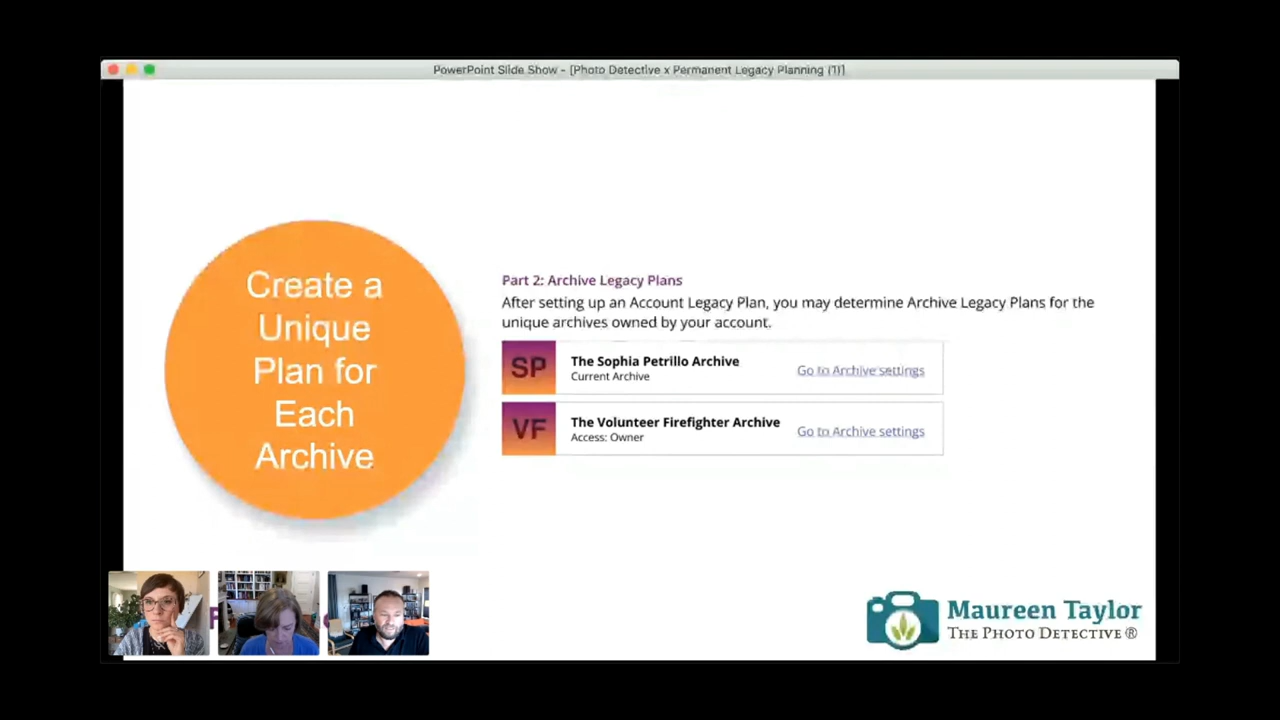 PowerPoint Slide Show - [Photo Detective x Permanent Legacy Planning (1)]
Create a
Unique
Plan for
Each
Archive
Part 2: Archive Legacy Plans
After setting up an Account Legacy Plan, you may determine Archive Legacy Plans for the
unique archives owned by your account.
SP
The Sophia Petrillo Archive
Current Archive
Go to Archive settings
VF
The Volunteer Firefighter Archive
Access: Owner
Go to Archive settings
Maureen Taylor
THE PHOTO DETECTIVE ®